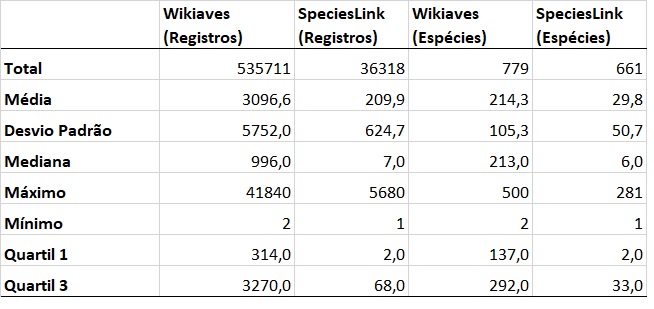 Wikiaves (Registros) SpeciesLink (Registros) Wikiaves (Espécies) SpeciesLink (Espécies)
Total 535711 36318 779 661
Média 3096,6 209,9 214,3 29,8
Desvio Padrão 5752,0 624,7 105,3 50,7
Mediana 996,0 7,0 213,0 6,0
Máximo 41840 5680 500 281
Mínimo 2 1 2 1
Quartil 1 314,0 2,0 137,0 2,0
Quartil 3 3270,0 68,0 292,0 33,0